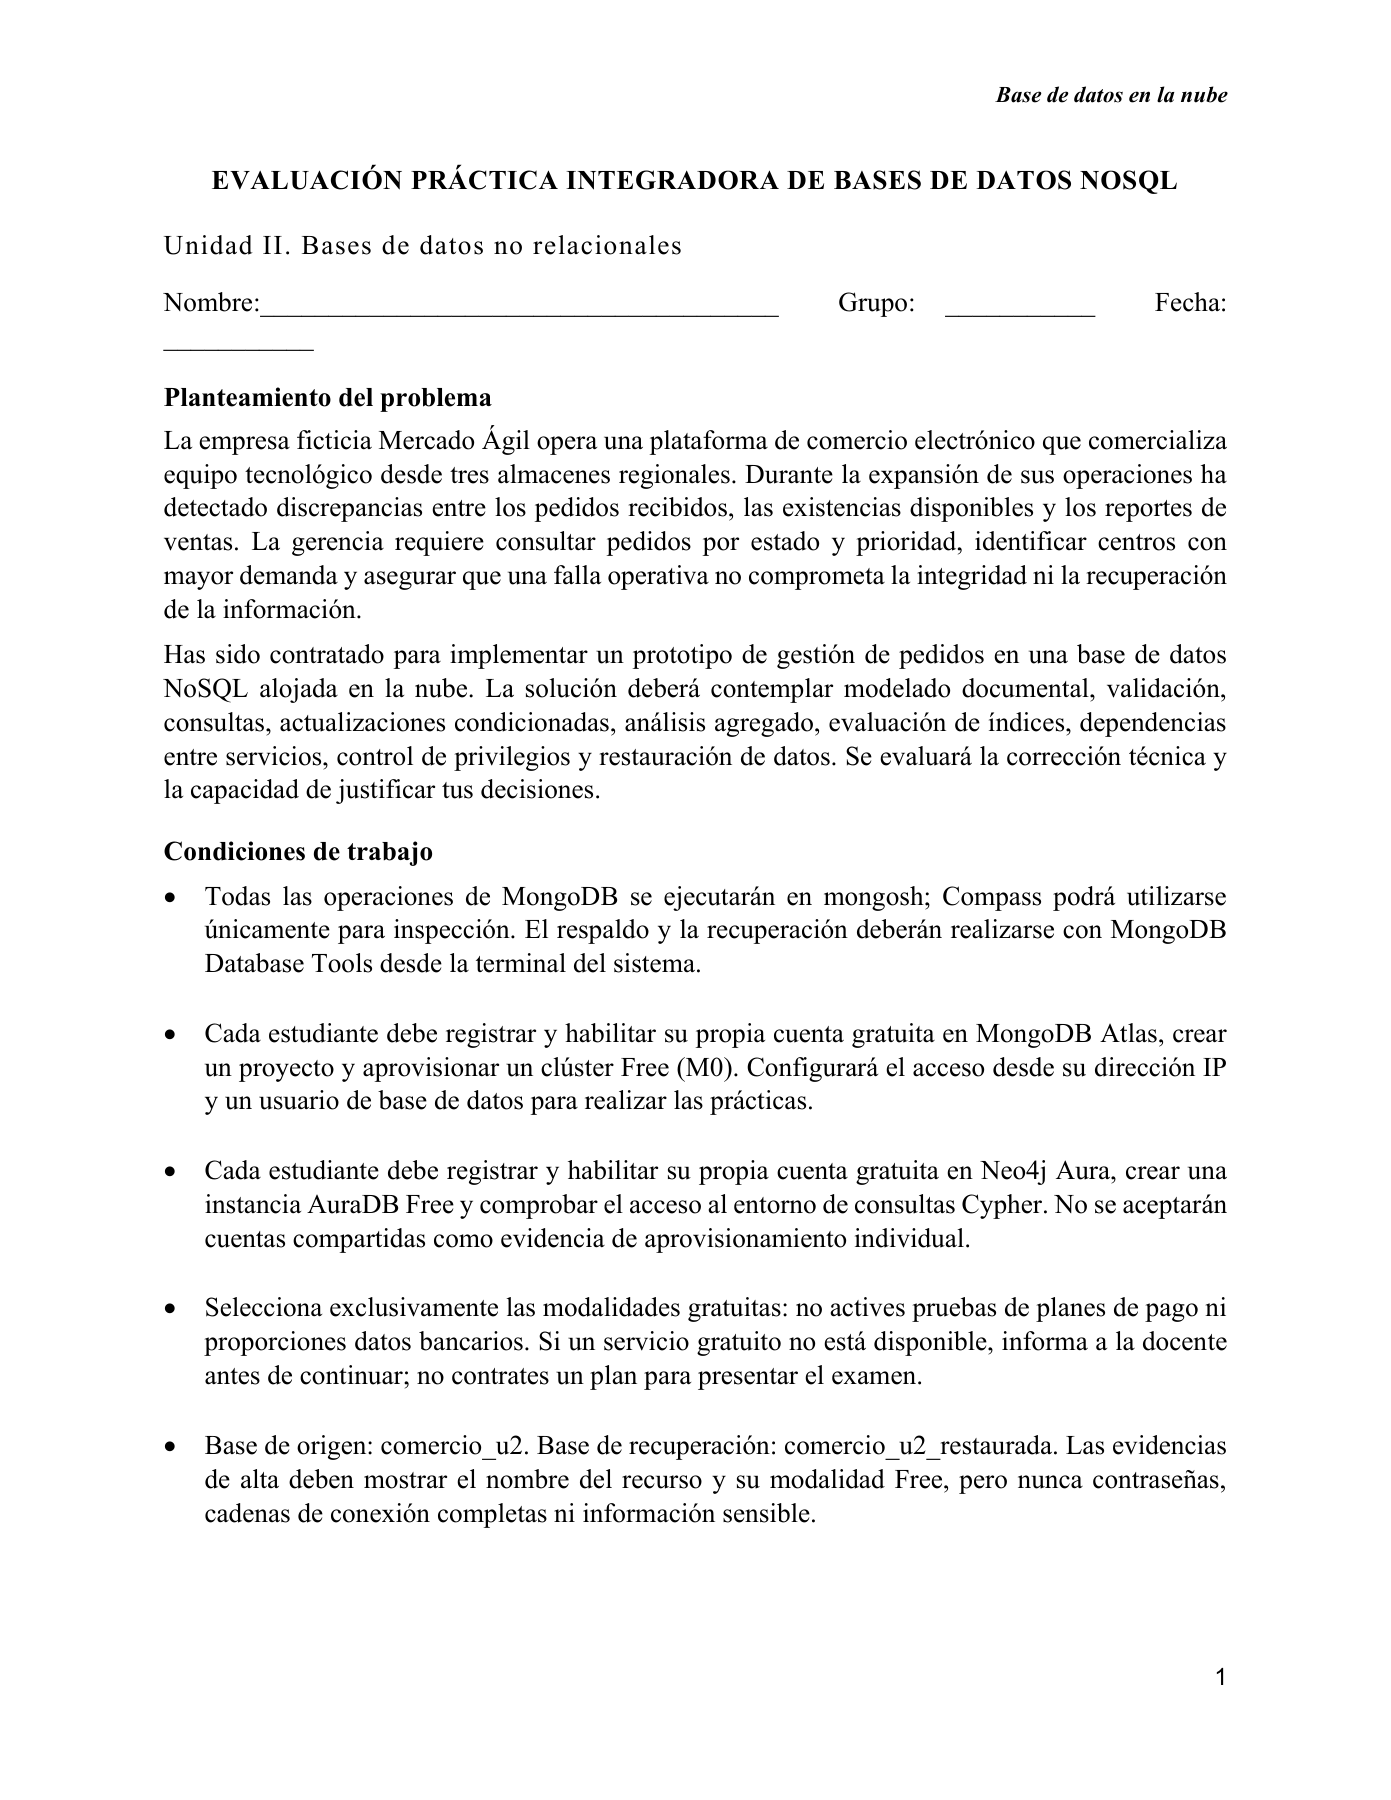 Base de datos en la nube
EVALUACIÓN PRÁCTICA INTEGRADORA DE BASES DE DATOS NOSQL
Unidad II. Bases de datos no relacionales
Nombre:______________________________________ Grupo: ___________ Fecha:
___________
Planteamiento del problema
La empresa ficticia Mercado Ágil opera una plataforma de comercio electrónico que comercializa
equipo tecnológico desde tres almacenes regionales. Durante la expansión de sus operaciones ha
detectado discrepancias entre los pedidos recibidos, las existencias disponibles y los reportes de
ventas. La gerencia requiere consultar pedidos por estado y prioridad, identificar centros con
mayor demanda y asegurar que una falla operativa no comprometa la integridad ni la recuperación
de la información.
Has sido contratado para implementar un prototipo de gestión de pedidos en una base de datos
NoSQL alojada en la nube. La solución deberá contemplar modelado documental, validación,
consultas, actualizaciones condicionadas, análisis agregado, evaluación de índices, dependencias
entre servicios, control de privilegios y restauración de datos. Se evaluará la corrección técnica y
la capacidad de justificar tus decisiones.
Condiciones de trabajo
• Todas las operaciones de MongoDB se ejecutarán en mongosh; Compass podrá utilizarse
únicamente para inspección. El respaldo y la recuperación deberán realizarse con MongoDB
Database Tools desde la terminal del sistema.
• Cada estudiante debe registrar y habilitar su propia cuenta gratuita en MongoDB Atlas, crear
un proyecto y aprovisionar un clúster Free (M0). Configurará el acceso desde su dirección IP
y un usuario de base de datos para realizar las prácticas.
• Cada estudiante debe registrar y habilitar su propia cuenta gratuita en Neo4j Aura, crear una
instancia AuraDB Free y comprobar el acceso al entorno de consultas Cypher. No se aceptarán
cuentas compartidas como evidencia de aprovisionamiento individual.
• Selecciona exclusivamente las modalidades gratuitas: no actives pruebas de planes de pago ni
proporciones datos bancarios. Si un servicio gratuito no está disponible, informa a la docente
antes de continuar; no contrates un plan para presentar el examen.
• Base de origen: comercio_u2. Base de recuperación: comercio_u2_restaurada. Las evidencias
de alta deben mostrar el nombre del recurso y su modalidad Free, pero nunca contraseñas,
cadenas de conexión completas ni información sensible.
1